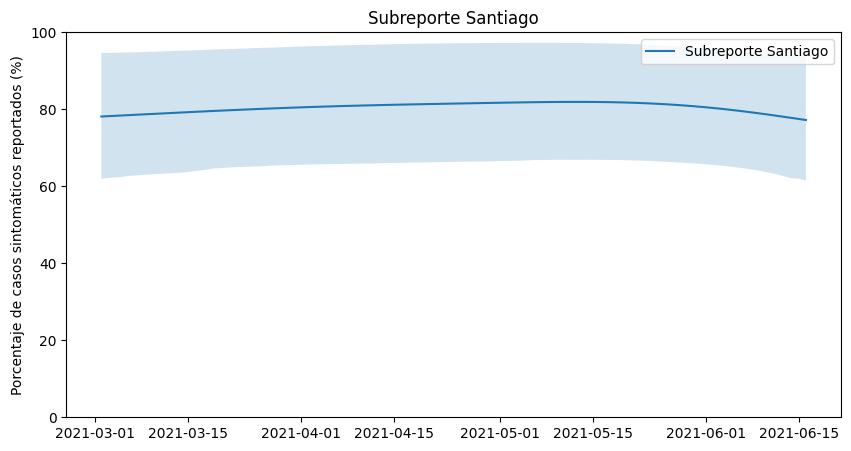 Subreporte Santiago
Subreporte Santiago
Porcentaje de casos sintomáticos reportados (%)
100
80
60
40
20
0
2021-03-01 2021-03-15 2021-04-01 2021-04-15 2021-05-01 2021-05-15 2021-06-01 2021-06-15